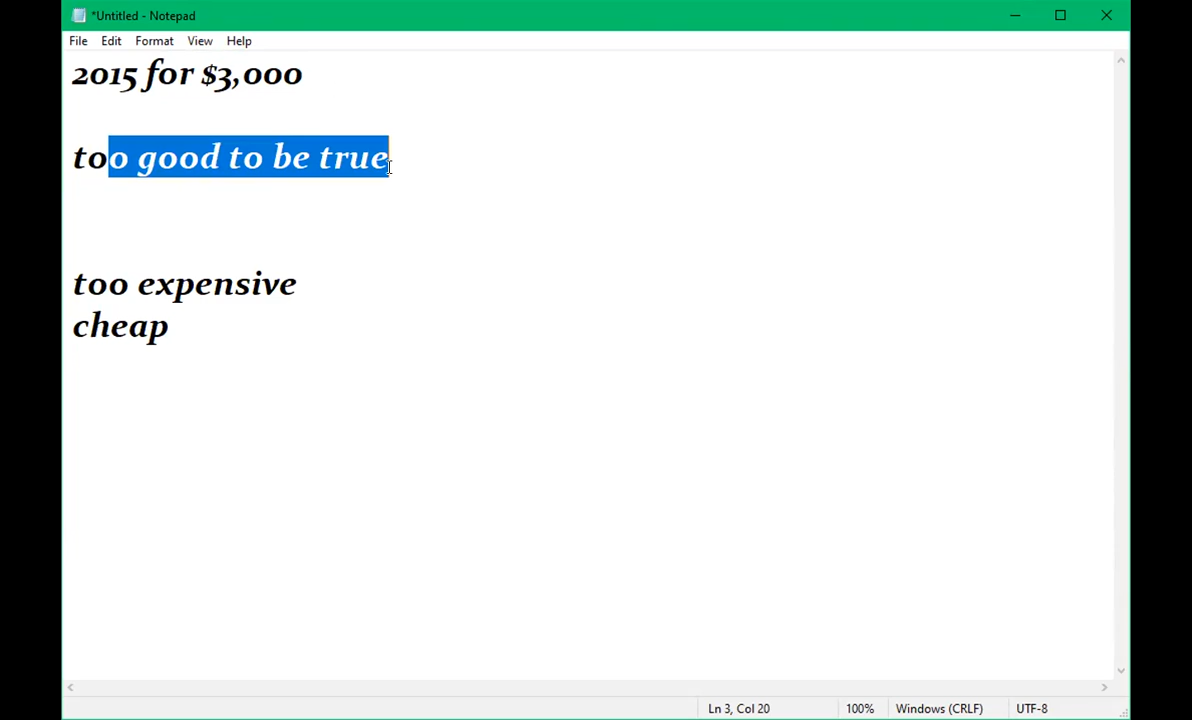 *Untitled - Notepad
File Edit Format View Help
2015 for $3,000
too good to be true
too expensive
cheap
Ln 3, Col 20 100% Windows (CRLF) UTF-8